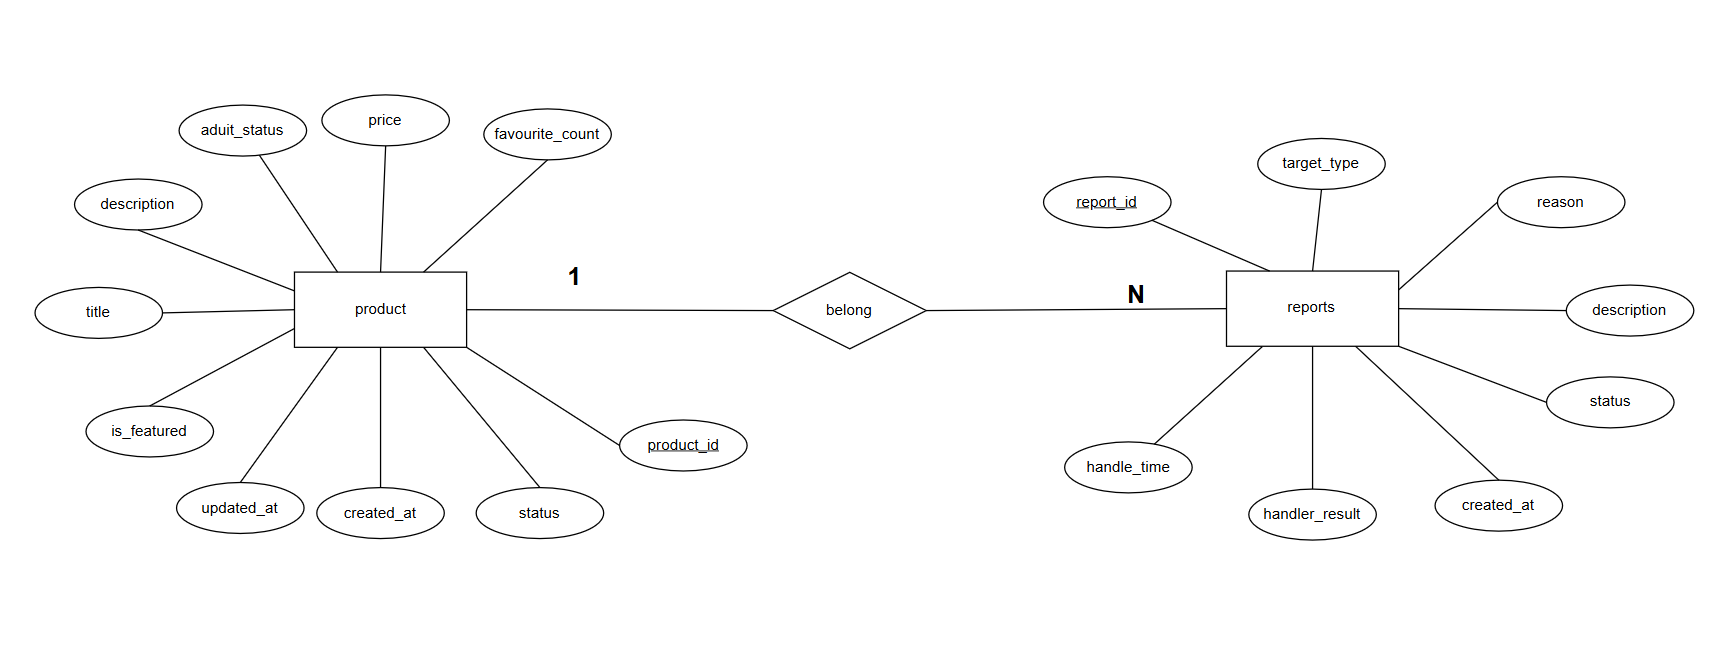 price
aduit_status
favourite_count
target_type
description
report_id
reason
1
N
title
product
belong
reports
description
is_featured
product_id
status
handle_time
updated_at
created_at
status
handler_result
created_at